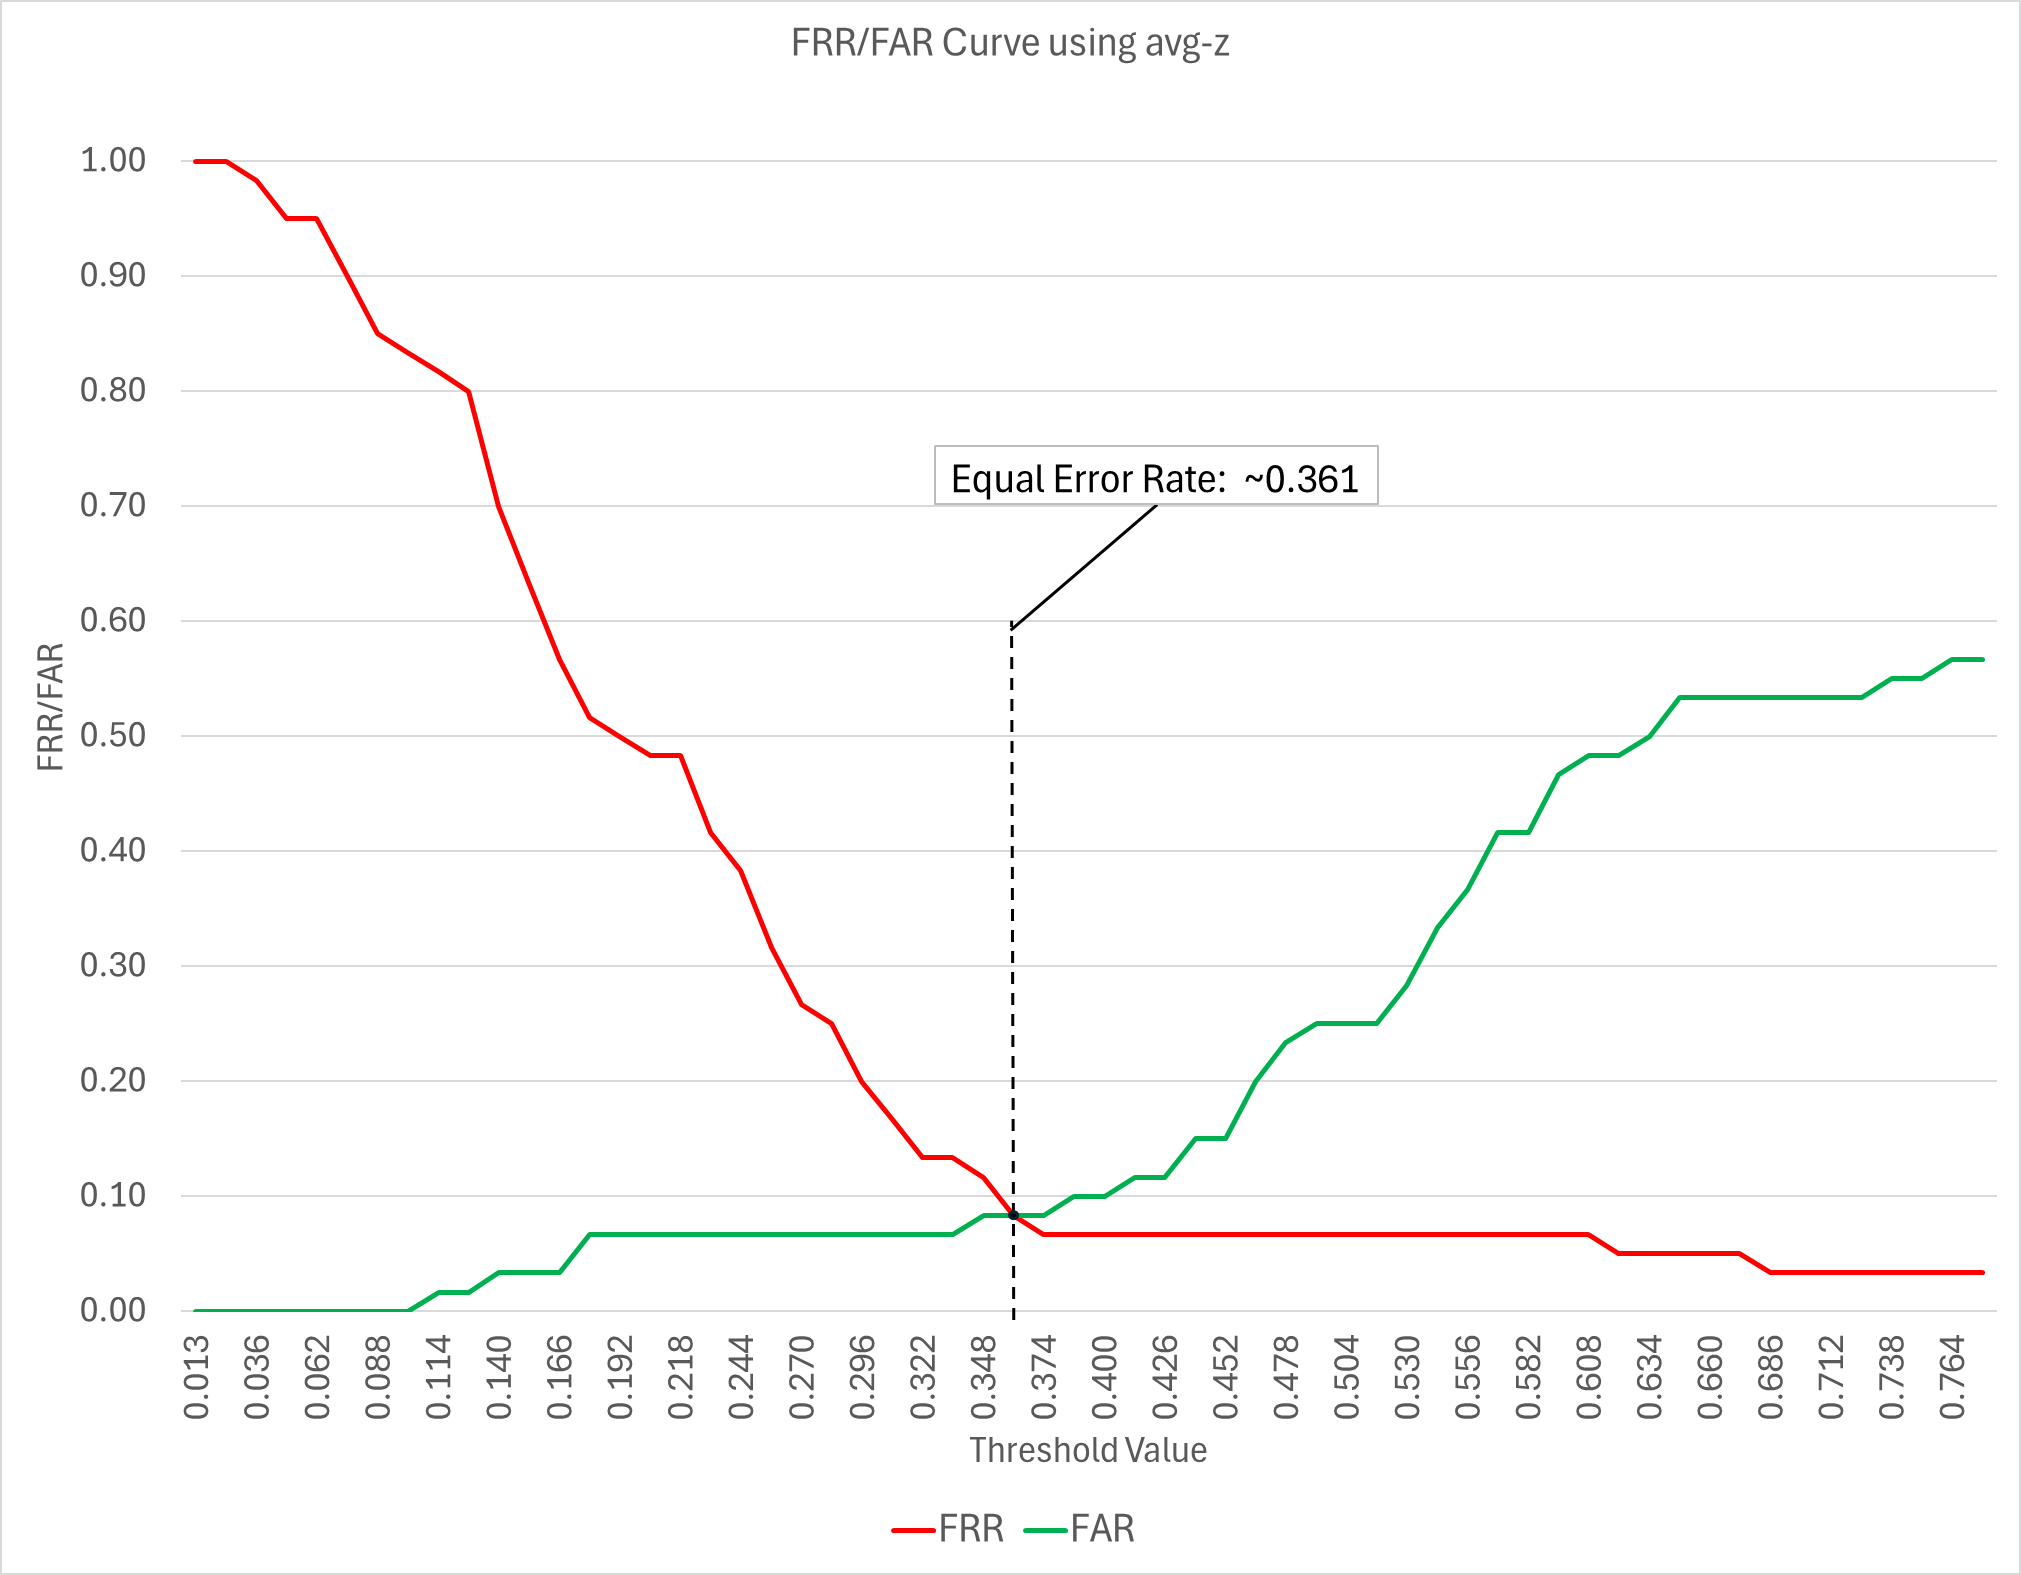 FRR/FAR Curve using avg-z
1.00
0.90
0.80
0.70
0.60
0.50
0.40
0.30
0.20
0.10
0.00
FRR/FAR
Equal Error Rate:  ~0.361
0.013 0.036 0.062 0.088 0.114 0.140 0.166 0.192 0.218 0.244 0.270 0.296 0.322 0.348 0.374 0.400 0.426 0.452 0.478 0.504 0.530 0.556 0.582 0.608 0.634 0.660 0.686 0.712 0.738 0.764
Threshold Value
FRR FAR